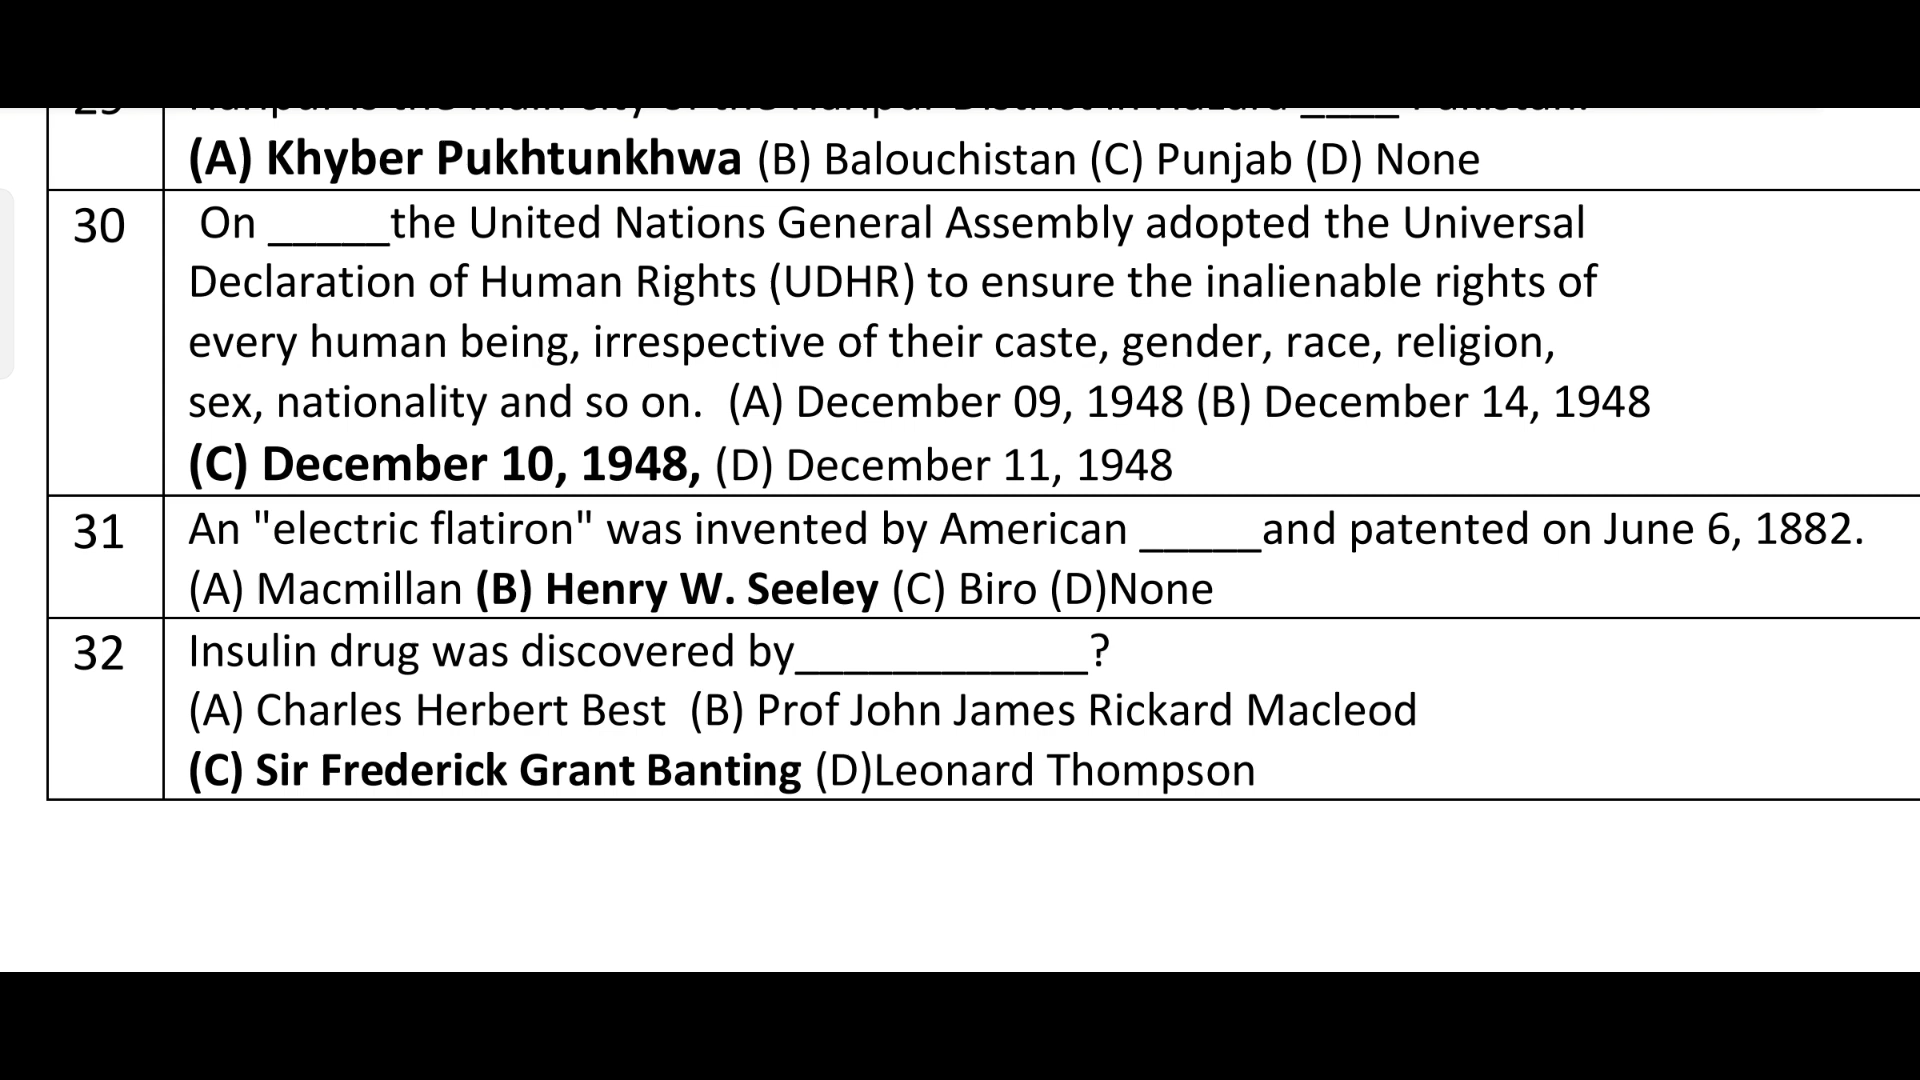 (A) Khyber Pukhtunkhwa (B) Balouchistan (C) Punjab (D) None
30 On _____the United Nations General Assembly adopted the Universal
Declaration of Human Rights (UDHR) to ensure the inalienable rights of
every human being, irrespective of their caste, gender, race, religion,
sex, nationality and so on. (A) December 09, 1948 (B) December 14, 1948
(C) December 10, 1948, (D) December 11, 1948
31 An "electric flatiron" was invented by American _____and patented on June 6, 1882.
(A) Macmillan (B) Henry W. Seeley (C) Biro (D)None
32 Insulin drug was discovered by____________?
(A) Charles Herbert Best (B) Prof John James Rickard Macleod
(C) Sir Frederick Grant Banting (D)Leonard Thompson